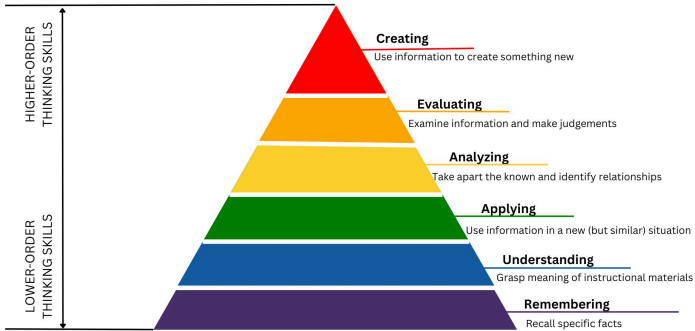 HIGHER-ORDER
THINKING SKILLS
Creating
Use information to create something new
Evaluating
Examine information and make judgements
Analyzing
Take apart the known and identify relationships
Applying
Use information in a new (but similar) situation
LOWER-ORDER
THINKING SKILLS
Understanding
Grasp meaning of instructional materials
Remembering
Recall specific facts